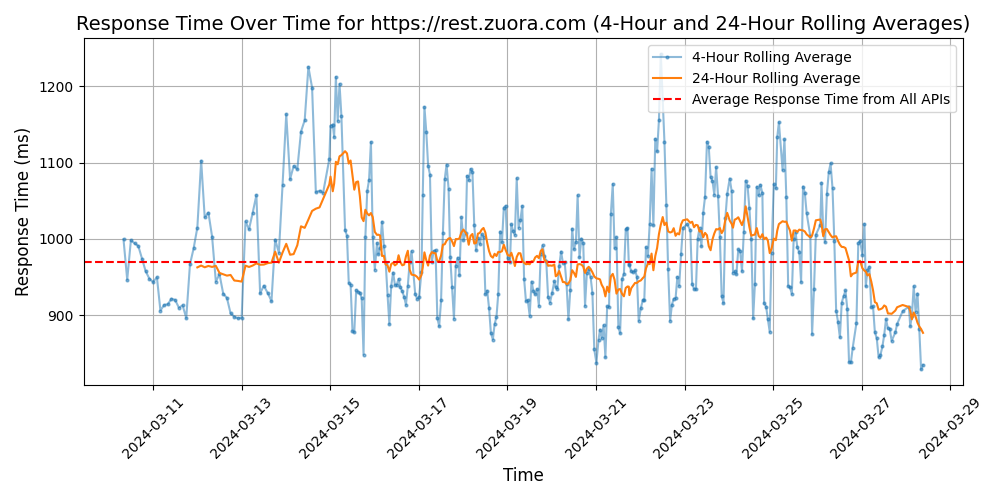 Response Time Over Time for https://rest.zuora.com (4-Hour and 24-Hour Rolling Averages)
4-Hour Rolling Average
24-Hour Rolling Average
Average Response Time from All APIs
Response Time (ms)
1200
1100
1000
900
2024-03-11
2024-03-13
2024-03-15
2024-03-17
2024-03-19
2024-03-21
2024-03-23
2024-03-25
2024-03-27
2024-03-29
Time